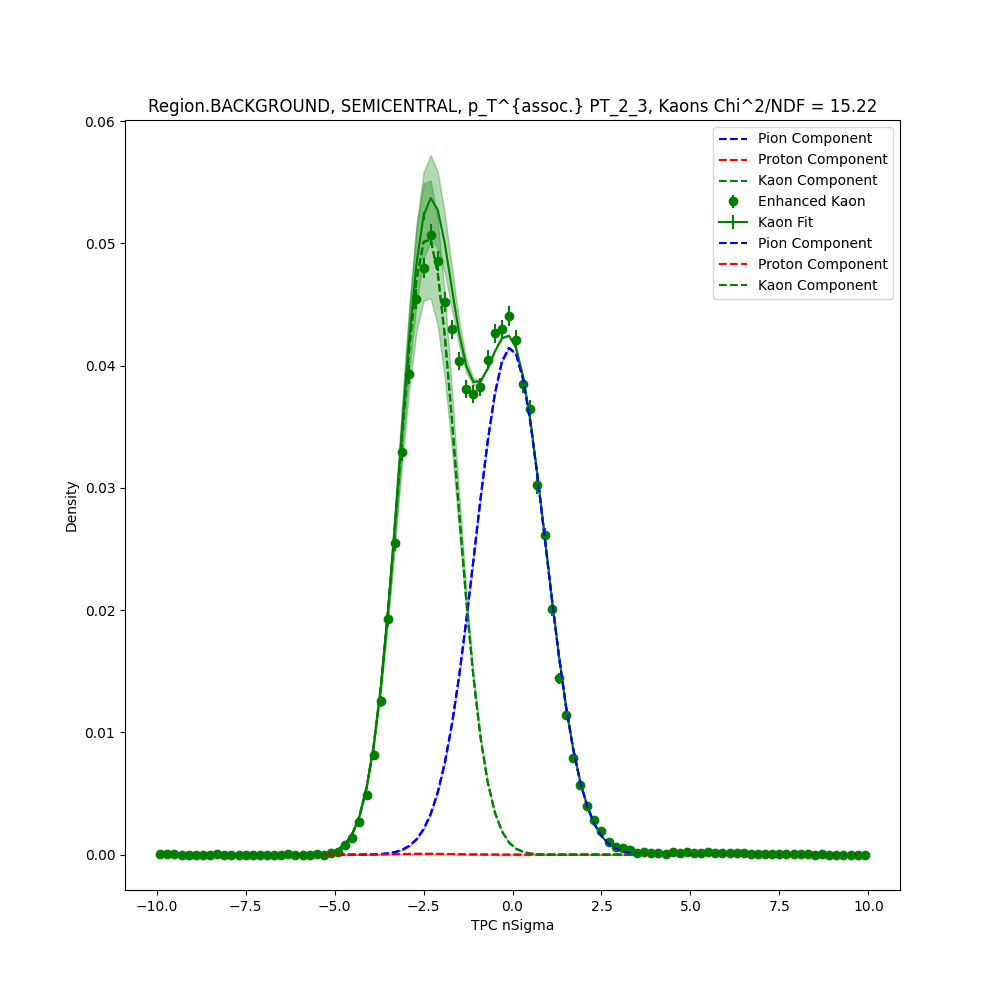 Region.BACKGROUND, SEMICENTRAL, p_T^{assoc.} PT_2_3, Kaons Chi^2/NDF = 15.22
Pion Component
Proton Component
Kaon Component
Enhanced Kaon
Kaon Fit
Pion Component
Proton Component
Kaon Component
0.06
0.05
0.04
0.03
0.02
0.01
0.00
Density
−10.0 −7.5 −5.0 −2.5 0.0 2.5 5.0 7.5 10.0
TPC nSigma